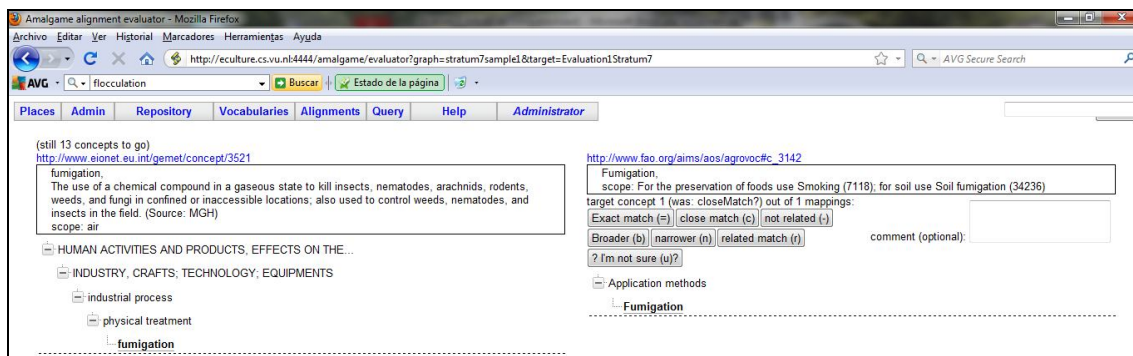 Amalgame alignment evaluator - Mozilla Firefox
Archivo Editar Ver Historial Marcadores Herramientas Ayuda
http://eculture.cs.vu.nl:4444/amalgame/evaluator?graph=stratum7sample1&target=Evaluation1Stratum7
AVG Secure Search
AVG flocculation Buscar Estado de la página
Places Admin Repository Vocabularies Alignments Query Help Administrator
(still 13 concepts to go)
http://www.eionet.eu.int/gemet/concept/3521
fumigation,
The use of a chemical compound in a gaseous state to kill insects, nematodes, arachnids, rodents,
weeds, and fungi in confined or inaccessible locations; also used to control weeds, nematodes, and
insects in the field. (Source: MGH)
scope: air
HUMAN ACTIVITIES AND PRODUCTS, EFFECTS ON THE...
INDUSTRY, CRAFTS; TECHNOLOGY; EQUIPMENTS
industrial process
physical treatment
fumigation
http://www.fao.org/aims/aos/agrovoc#c_3142
Fumigation,
scope: For the preservation of foods use Smoking (7118); for soil use Soil fumigation (34236)
target concept 1 (was: closeMatch?) out of 1 mappings:
Exact match (=) close match (c) not related (-)
Broader (b) narrower (n) related match (r)
comment (optional):
? I'm not sure (u)?
Application methods
Fumigation